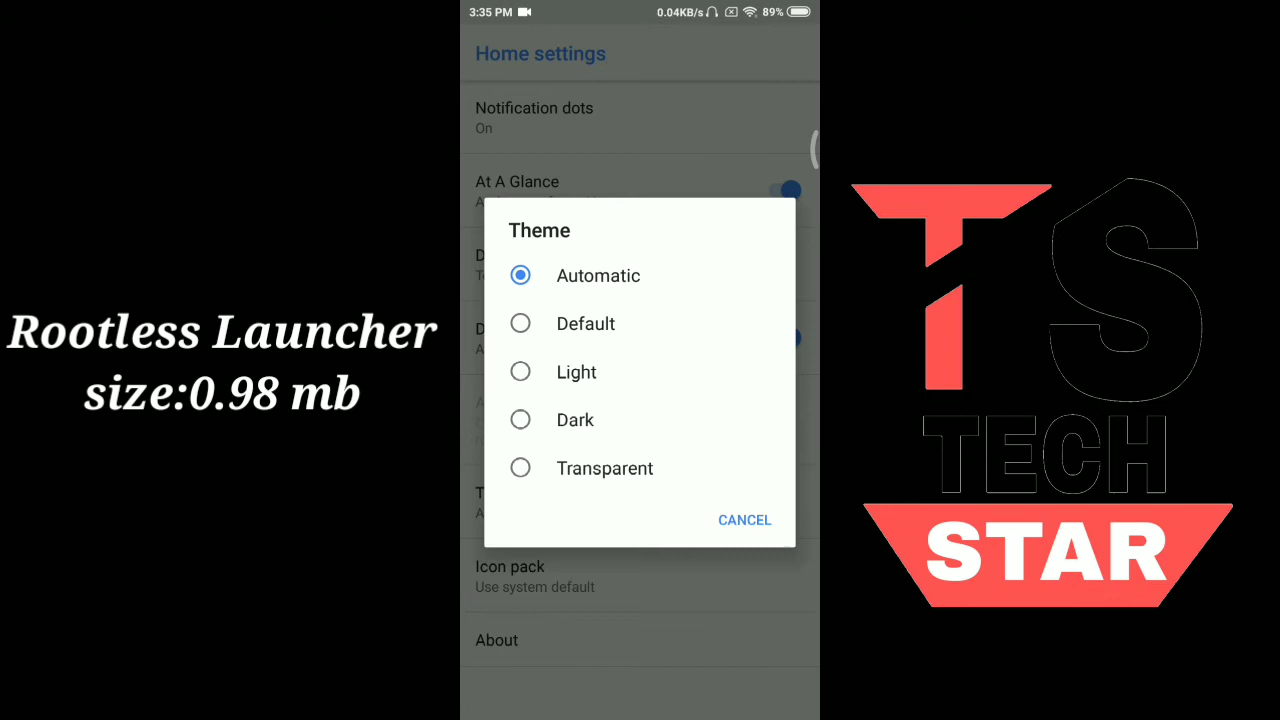 3:35 PM
0.04KB/s
89%
Home settings
Notification dots
On
At A Glance
Theme
Automatic
Default
Light
Dark
Transparent
CANCEL
Icon pack
Use system default
About
Rootless Launcher
size:0.98 mb
TS
TECH
STAR